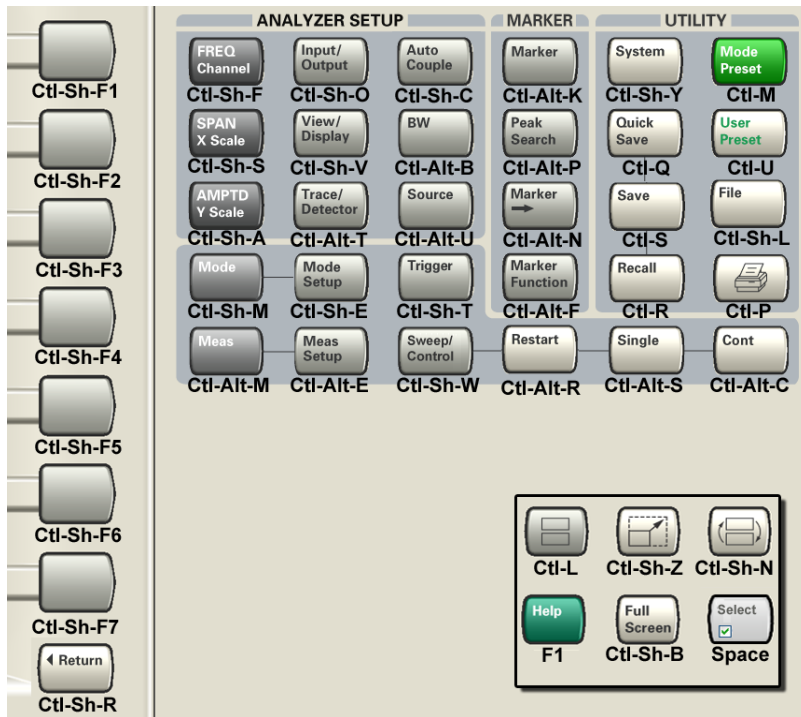 ANALYZER SETUP
MARKER
UTILITY
FREQ
Channel
Input/
Output
Auto
Couple
Marker
System
Mode
Preset
Ctl-Sh-F1
Ctl-Sh-F
Ctl-Sh-O
Ctl-Sh-C
Ctl-Alt-K
Ctl-Sh-Y
Ctl-M
SPAN
X Scale
View/
Display
BW
Peak
Search
Quick
Save
User
Preset
Ctl-Sh-F2
Ctl-Sh-S
Ctl-Sh-V
Ctl-Alt-B
Ctl-Alt-P
Ctl-Q
Ctl-U
AMPTD
Y Scale
Trace/
Detector
Source
Marker
Save
File
Ctl-Sh-F3
Ctl-Sh-A
Ctl-Alt-T
Ctl-Alt-U
Ctl-Alt-N
Ctl-S
Ctl-Sh-L
Mode
Mode
Setup
Trigger
Marker
Function
Recall
Ctl-Sh-M
Ctl-Sh-E
Ctl-Sh-T
Ctl-Alt-F
Ctl-R
Ctl-P
Ctl-Sh-F4
Meas
Meas
Setup
Sweep/
Control
Restart
Single
Cont
Ctl-Alt-M
Ctl-Alt-E
Ctl-Sh-W
Ctl-Alt-R
Ctl-Alt-S
Ctl-Alt-C
Ctl-Sh-F5
Ctl-Sh-F6
Ctl-L
Ctl-Sh-Z
Ctl-Sh-N
Ctl-Sh-F7
Help
Full
Screen
Select
F1
Ctl-Sh-B
Space
Return
Ctl-Sh-R